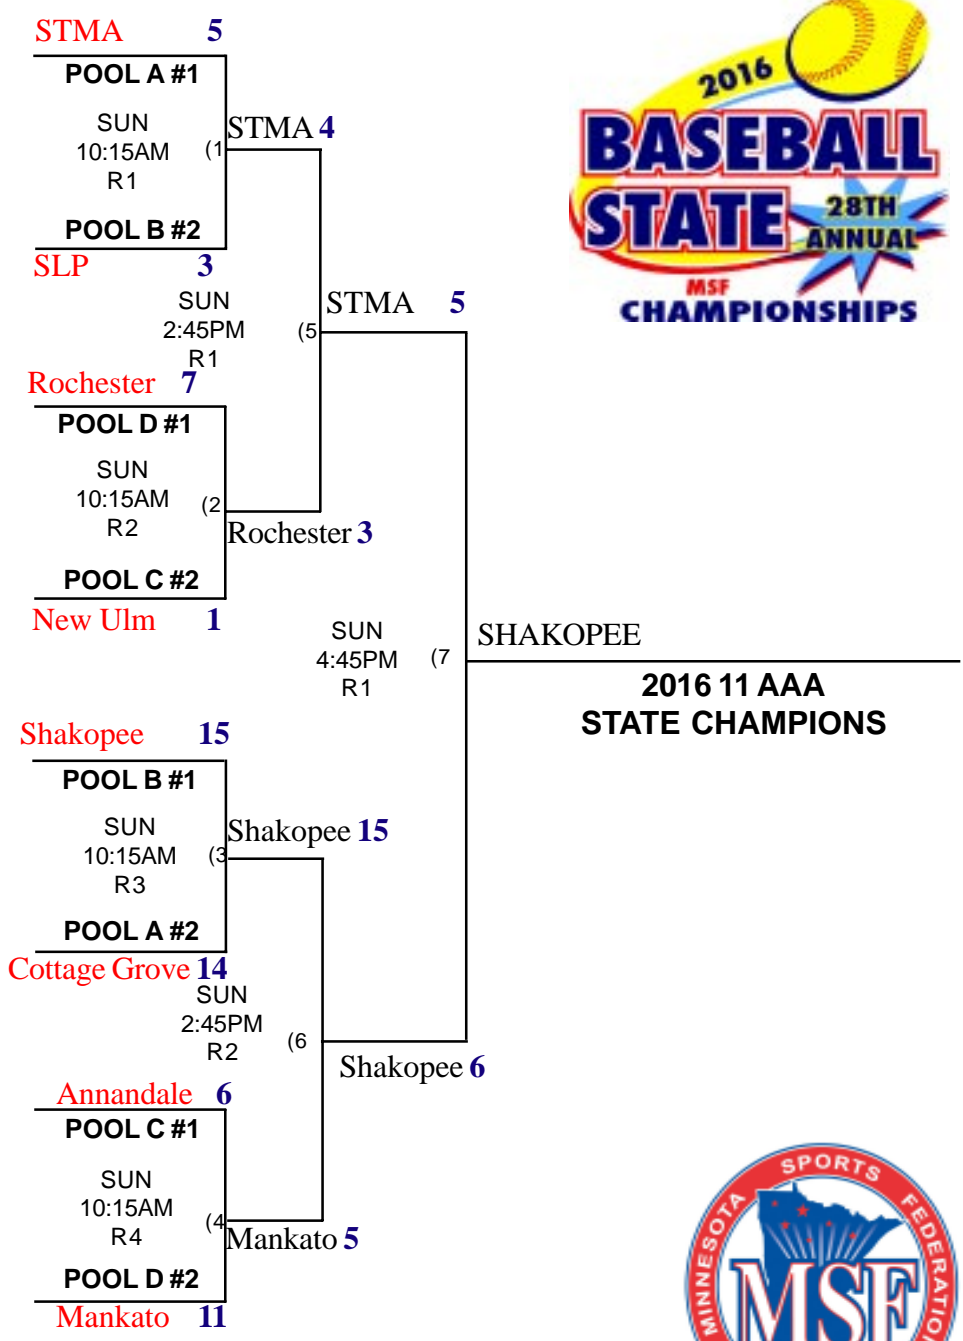 STMA 5
POOL A #1
SUN
10:15AM
R1
(1
POOL B #2
SLP 3
STMA 4
SUN
2:45PM
R1
(5
Rochester 7
POOL D #1
SUN
10:15AM
R2
(2
POOL C #2
New Ulm 1
Rochester 3
STMA 5
SUN
4:45PM
R1
(7
SHAKOPEE
2016 11 AAA
STATE CHAMPIONS
Shakopee 15
POOL B #1
SUN
10:15AM
R3
(3
POOL A #2
Cottage Grove 14
Shakopee 15
SUN
2:45PM
R2
(6
Shakopee 6
Annandale 6
POOL C #1
SUN
10:15AM
R4
(4
POOL D #2
Mankato 11
Mankato 5
2016
BASEBALL
STATE
28TH
ANNUAL
MSF
CHAMPIONSHIPS
MINNESOTA SPORTS
MSF